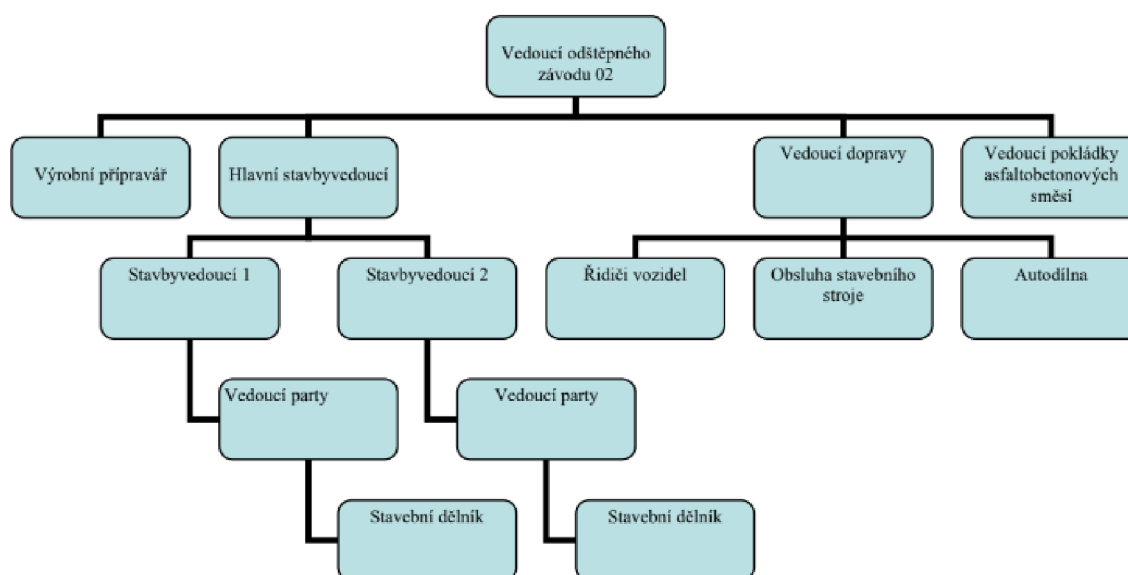 Vedoucí odštěpného
závodu 02
Výrobní přípravář
Hlavní stavbyvedoucí
Vedoucí dopravy
Vedoucí pokládky
asfaltobetonových
směsí
Stavbyvedoucí 1
Stavbyvedoucí 2
Řidiči vozidel
Obsluha stavebního
stroje
Autodílna
Vedoucí party
Vedoucí party
Stavební dělník
Stavební dělník